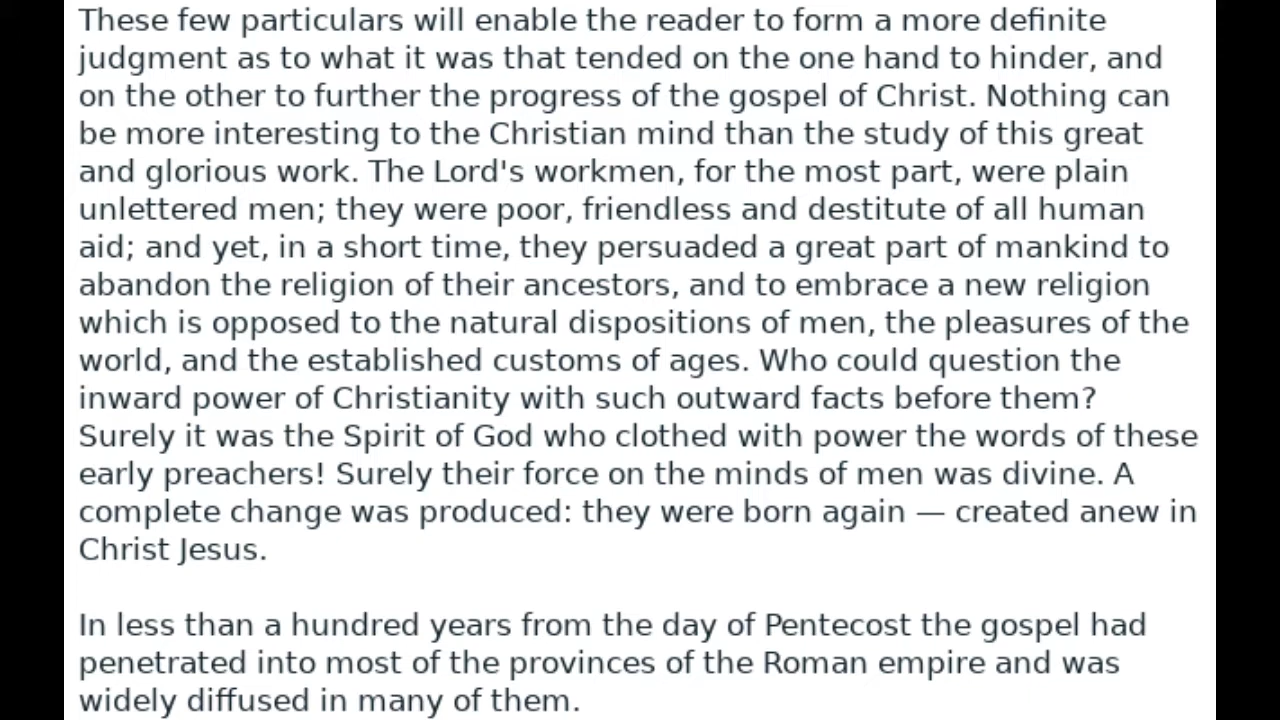 These few particulars will enable the reader to form a more definite
judgment as to what it was that tended on the one hand to hinder, and
on the other to further the progress of the gospel of Christ. Nothing can
be more interesting to the Christian mind than the study of this great
and glorious work. The Lord's workmen, for the most part, were plain
unlettered men; they were poor, friendless and destitute of all human
aid; and yet, in a short time, they persuaded a great part of mankind to
abandon the religion of their ancestors, and to embrace a new religion
which is opposed to the natural dispositions of men, the pleasures of the
world, and the established customs of ages. Who could question the
inward power of Christianity with such outward facts before them?
Surely it was the Spirit of God who clothed with power the words of these
early preachers! Surely their force on the minds of men was divine. A
complete change was produced: they were born again — created anew in
Christ Jesus.

In less than a hundred years from the day of Pentecost the gospel had
penetrated into most of the provinces of the Roman empire and was
widely diffused in many of them.